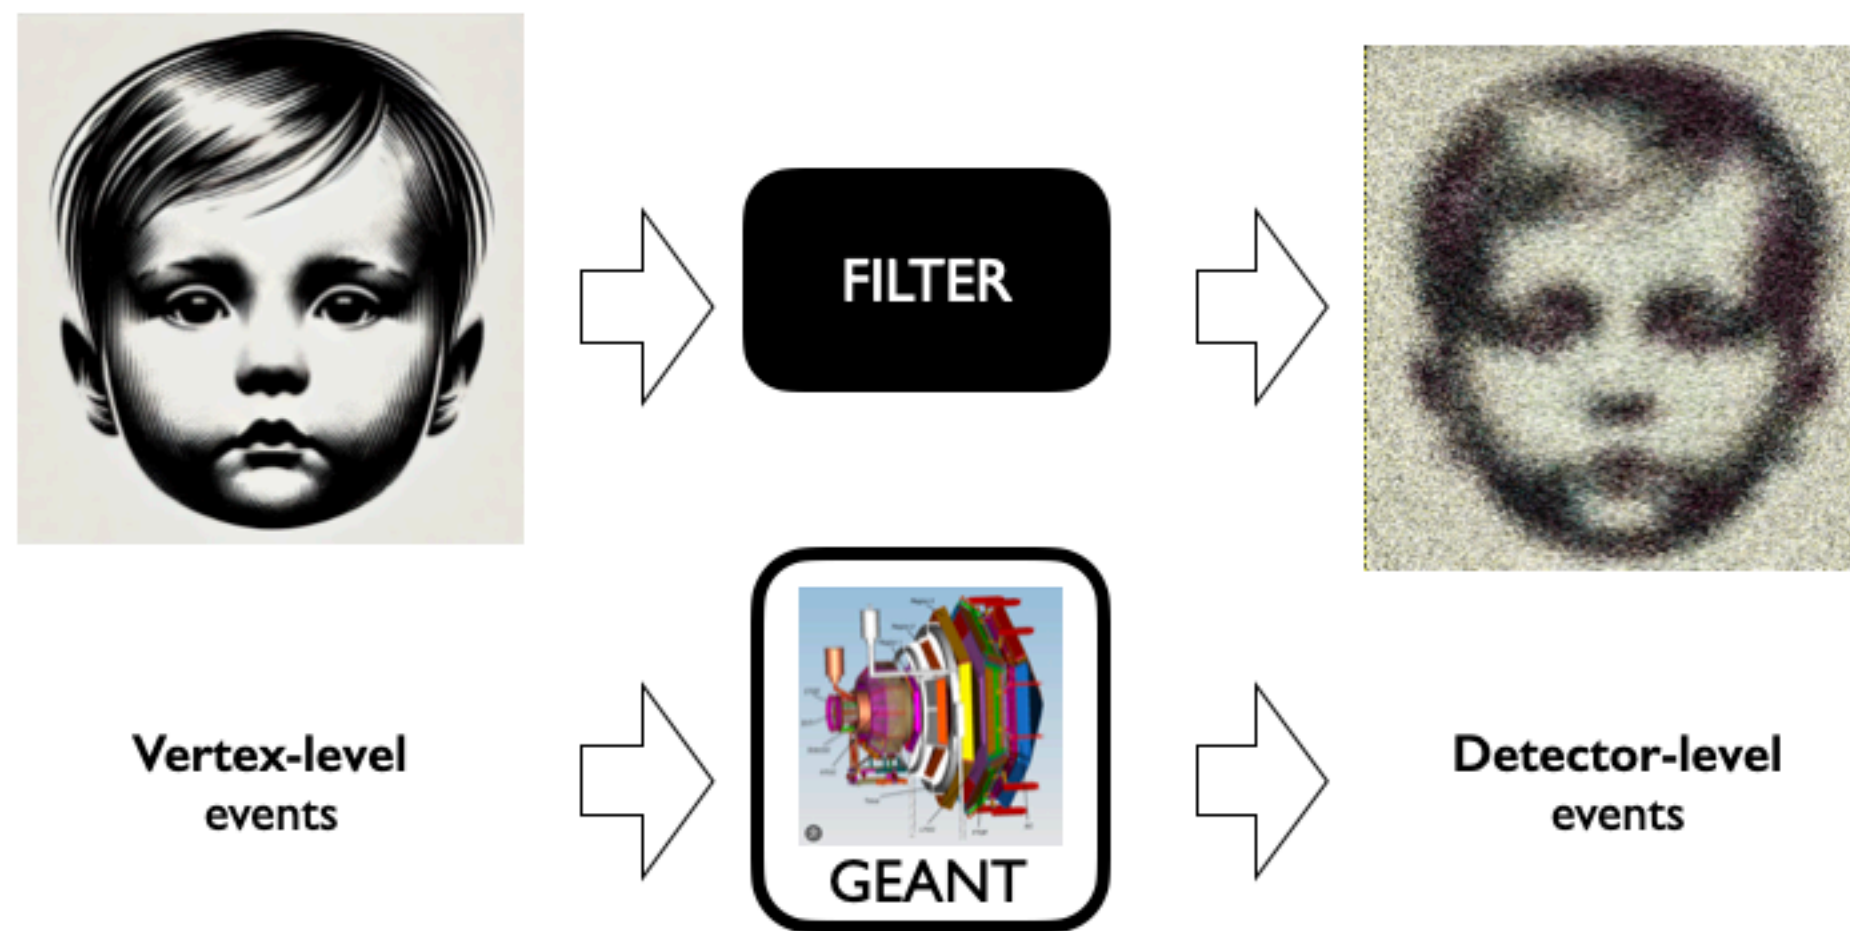 FILTER
Vertex-level
events
GEANT
Detector-level
events